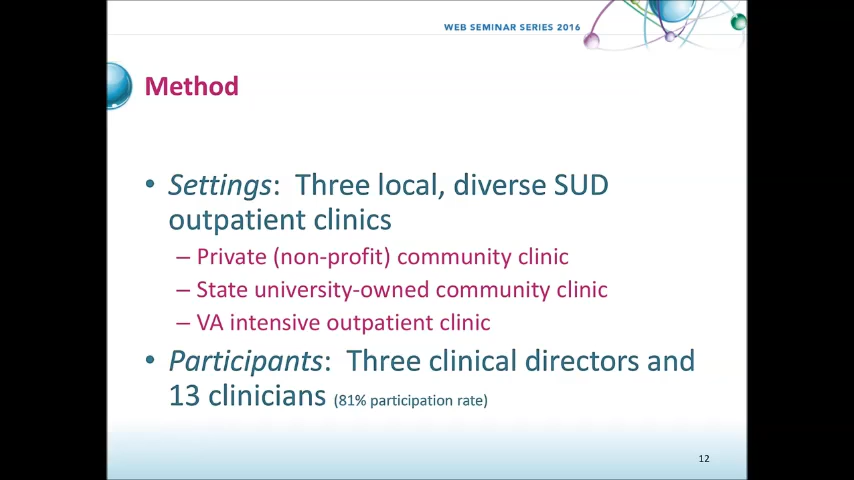 WEB SEMINAR SERIES 2016
Method
• Settings: Three local, diverse SUD
outpatient clinics
– Private (non-profit) community clinic
– State university-owned community clinic
– VA intensive outpatient clinic
• Participants: Three clinical directors and
13 clinicians (81% participation rate)
12